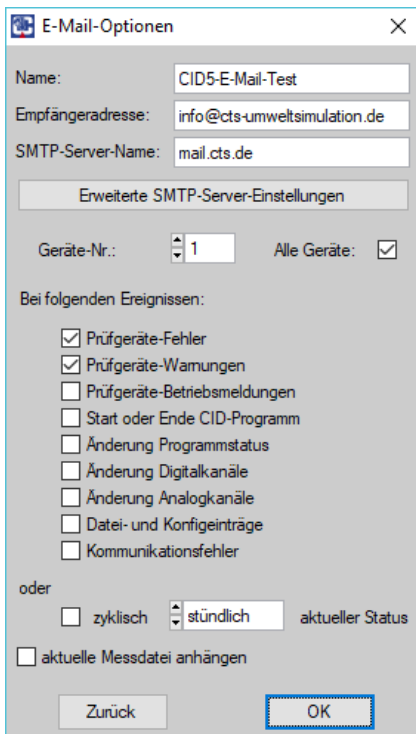 E-Mail-Optionen
Name: CID5-E-Mail-Test
Empfängeradresse: info@cts-umweltsimulation.de
SMTP-Server-Name: mail.cts.de
Erweiterte SMTP-Server-Einstellungen
Geräte-Nr.: 1 Alle Geräte:
Bei folgenden Ereignissen:
Prüfgeräte-Fehler
Prüfgeräte-Warnungen
Prüfgeräte-Betriebsmeldungen
Start oder Ende CID-Programm
Änderung Programmstatus
Änderung Digitalkanäle
Änderung Analogkanäle
Datei- und Konfigeinträge
Kommunikationsfehler
oder
zyklisch stündlich aktueller Status
aktuelle Messdatei anhängen
Zurück OK